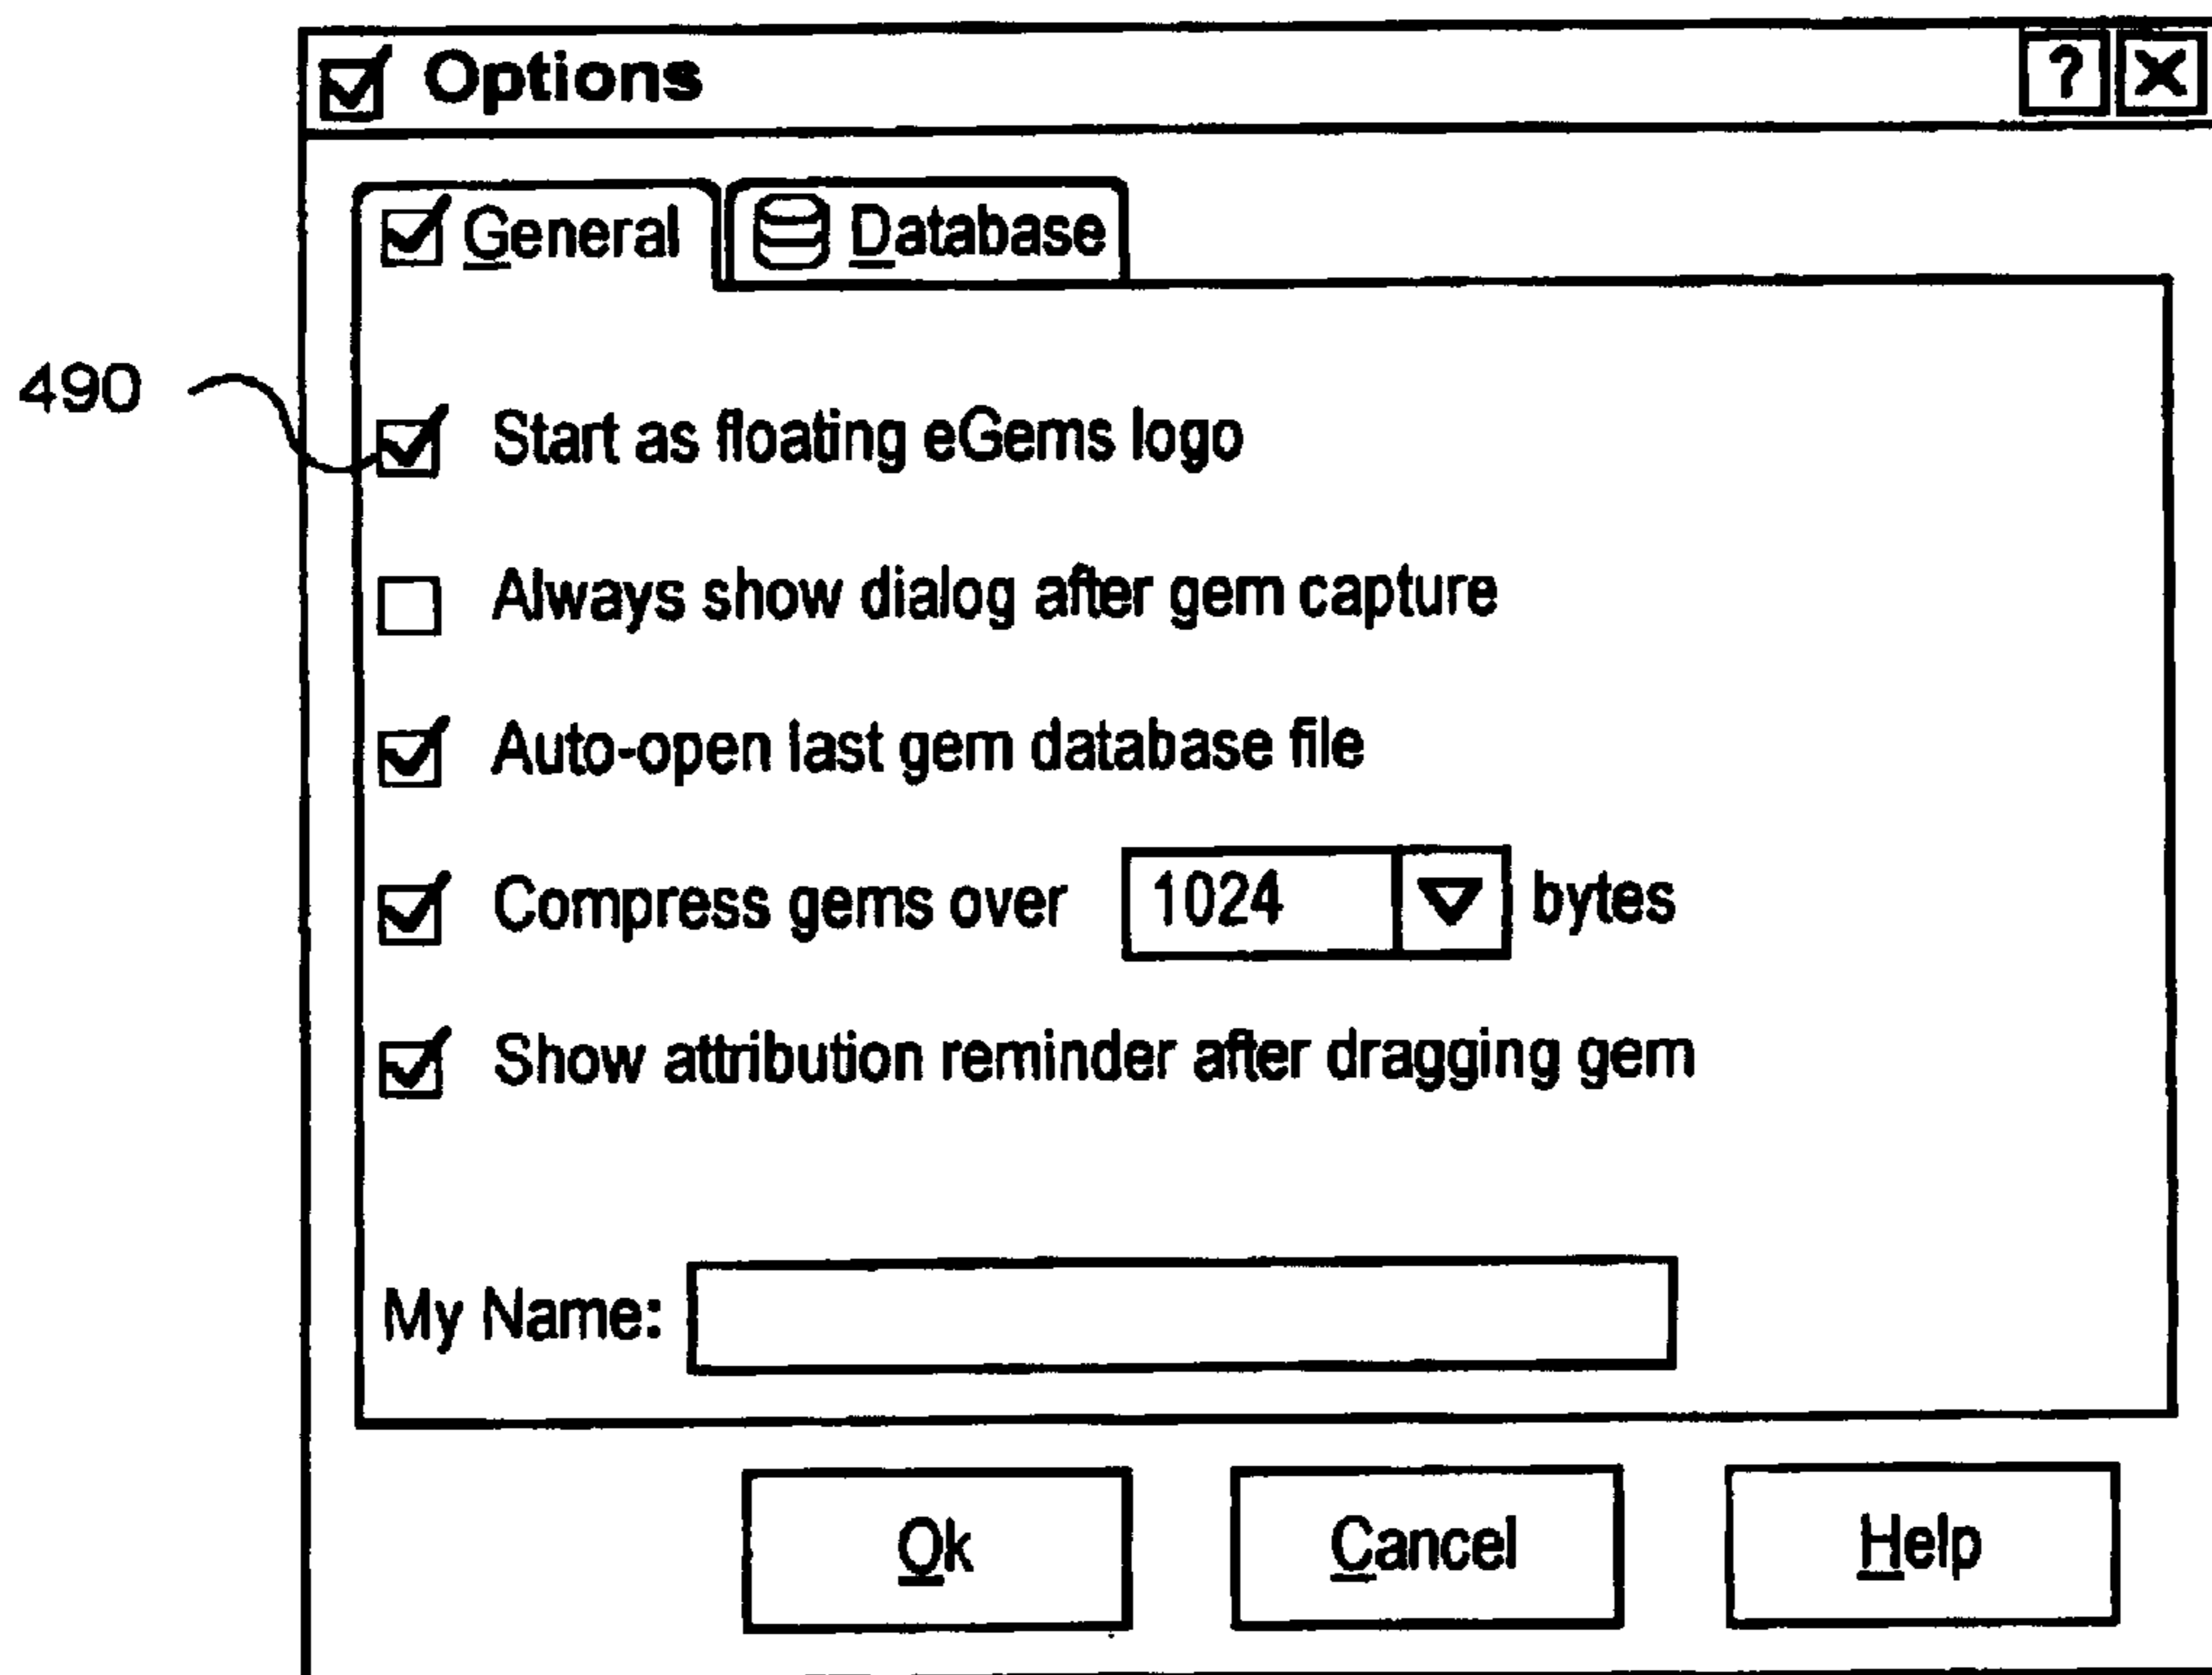 Options ? X
General Database
490
Start as floating eGems logo
Always show dialog after gem capture
Auto-open last gem database file
Compress gems over 1024 bytes
Show attribution reminder after dragging gem
My Name:
Ok Cancel Help